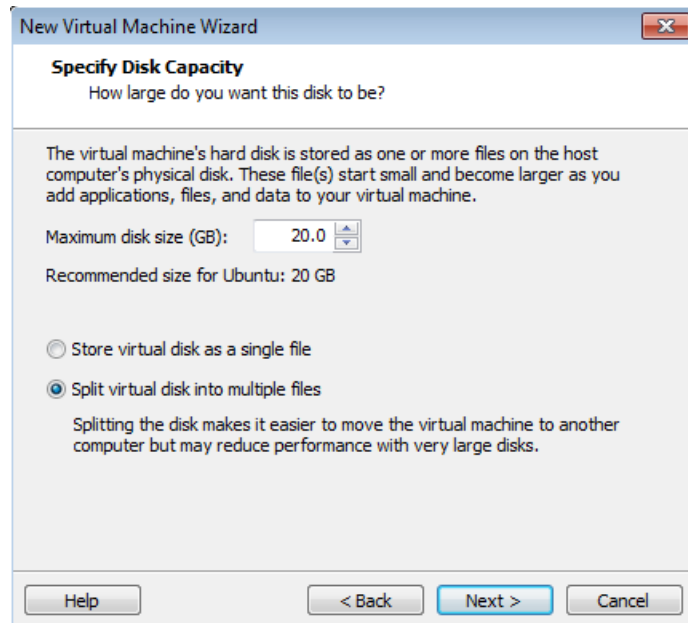 New Virtual Machine Wizard
Specify Disk Capacity
How large do you want this disk to be?
The virtual machine's hard disk is stored as one or more files on the host
computer's physical disk. These file(s) start small and become larger as you
add applications, files, and data to your virtual machine.
Maximum disk size (GB): 20.0
Recommended size for Ubuntu: 20 GB
Store virtual disk as a single file
Split virtual disk into multiple files
Splitting the disk makes it easier to move the virtual machine to another
computer but may reduce performance with very large disks.
Help < Back Next > Cancel